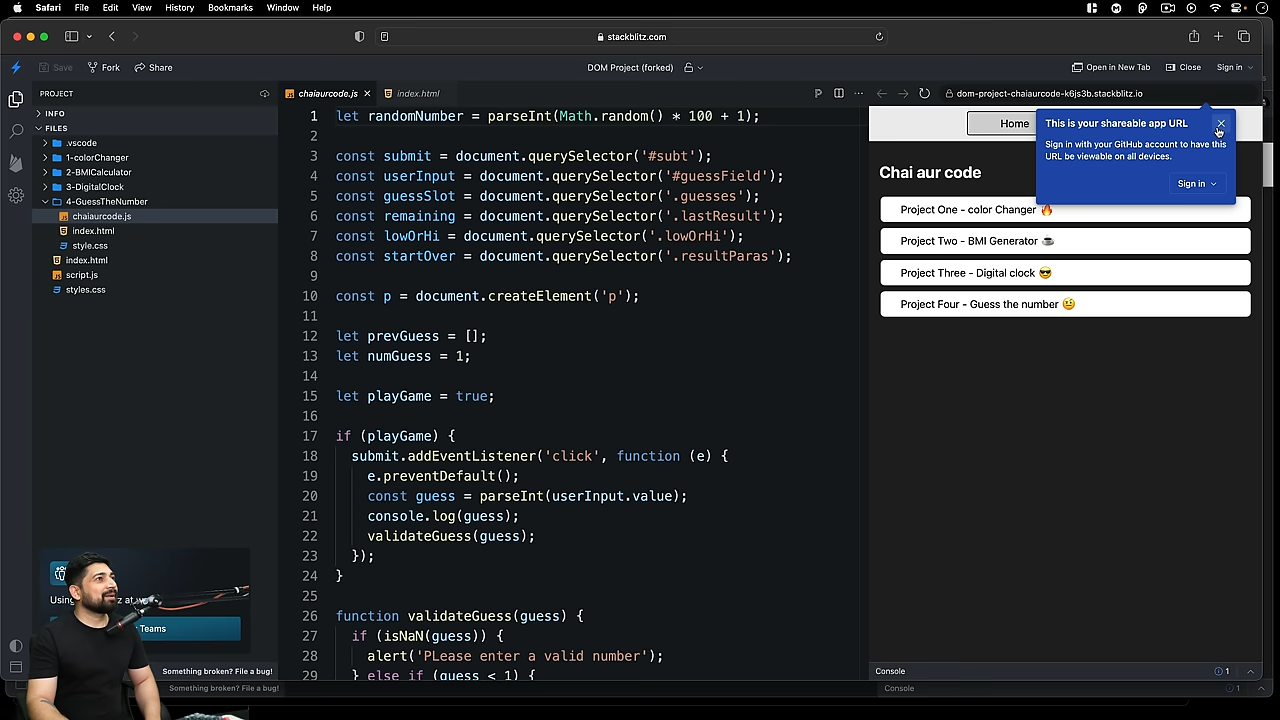 Safari File Edit View History Bookmarks Window Help
stackblitz.com
Save Fork Share
DOM Project (forked)
Open in New Tab Close Sign in
PROJECT
INFO
FILES
.vscode
1-colorChanger
2-BMICalculator
3-DigitalClock
4-GuessTheNumber
chaiaurcode.js
index.html
style.css
index.html
script.js
styles.css
Teams
Something broken? File a bug!
Something broken? File a bug!
chaiaurcode.js index.html
1 let randomNumber = parseInt(Math.random() * 100 + 1);
2
3 const submit = document.querySelector('#subt');
4 const userInput = document.querySelector('#guessField');
5 const guessSlot = document.querySelector('.guesses');
6 const remaining = document.querySelector('.lastResult');
7 const lowOrHi = document.querySelector('.lowOrHi');
8 const startOver = document.querySelector('.resultParas');
9
10 const p = document.createElement('p');
11
12 let prevGuess = [];
13 let numGuess = 1;
14
15 let playGame = true;
16
17 if (playGame) {
18 submit.addEventListener('click', function (e) {
19 e.preventDefault();
20 const guess = parseInt(userInput.value);
21 console.log(guess);
22 validateGuess(guess);
23 });
24 }
25
26 function validateGuess(guess) {
27 if (isNaN(guess)) {
28 alert('PLease enter a valid number');
29 } else if (guess < 1) {
dom-project-chaiaurcode-k6js3b.stackblitz.io
Home
This is your shareable app URL
Sign in with your GitHub account to have this
URL be viewable on all devices.
Sign in
Chai aur code
Project One - color Changer 🔥
Project Two - BMI Generator ☕
Project Three - Digital clock 😎
Project Four - Guess the number 🤨
Console 1
Console 1